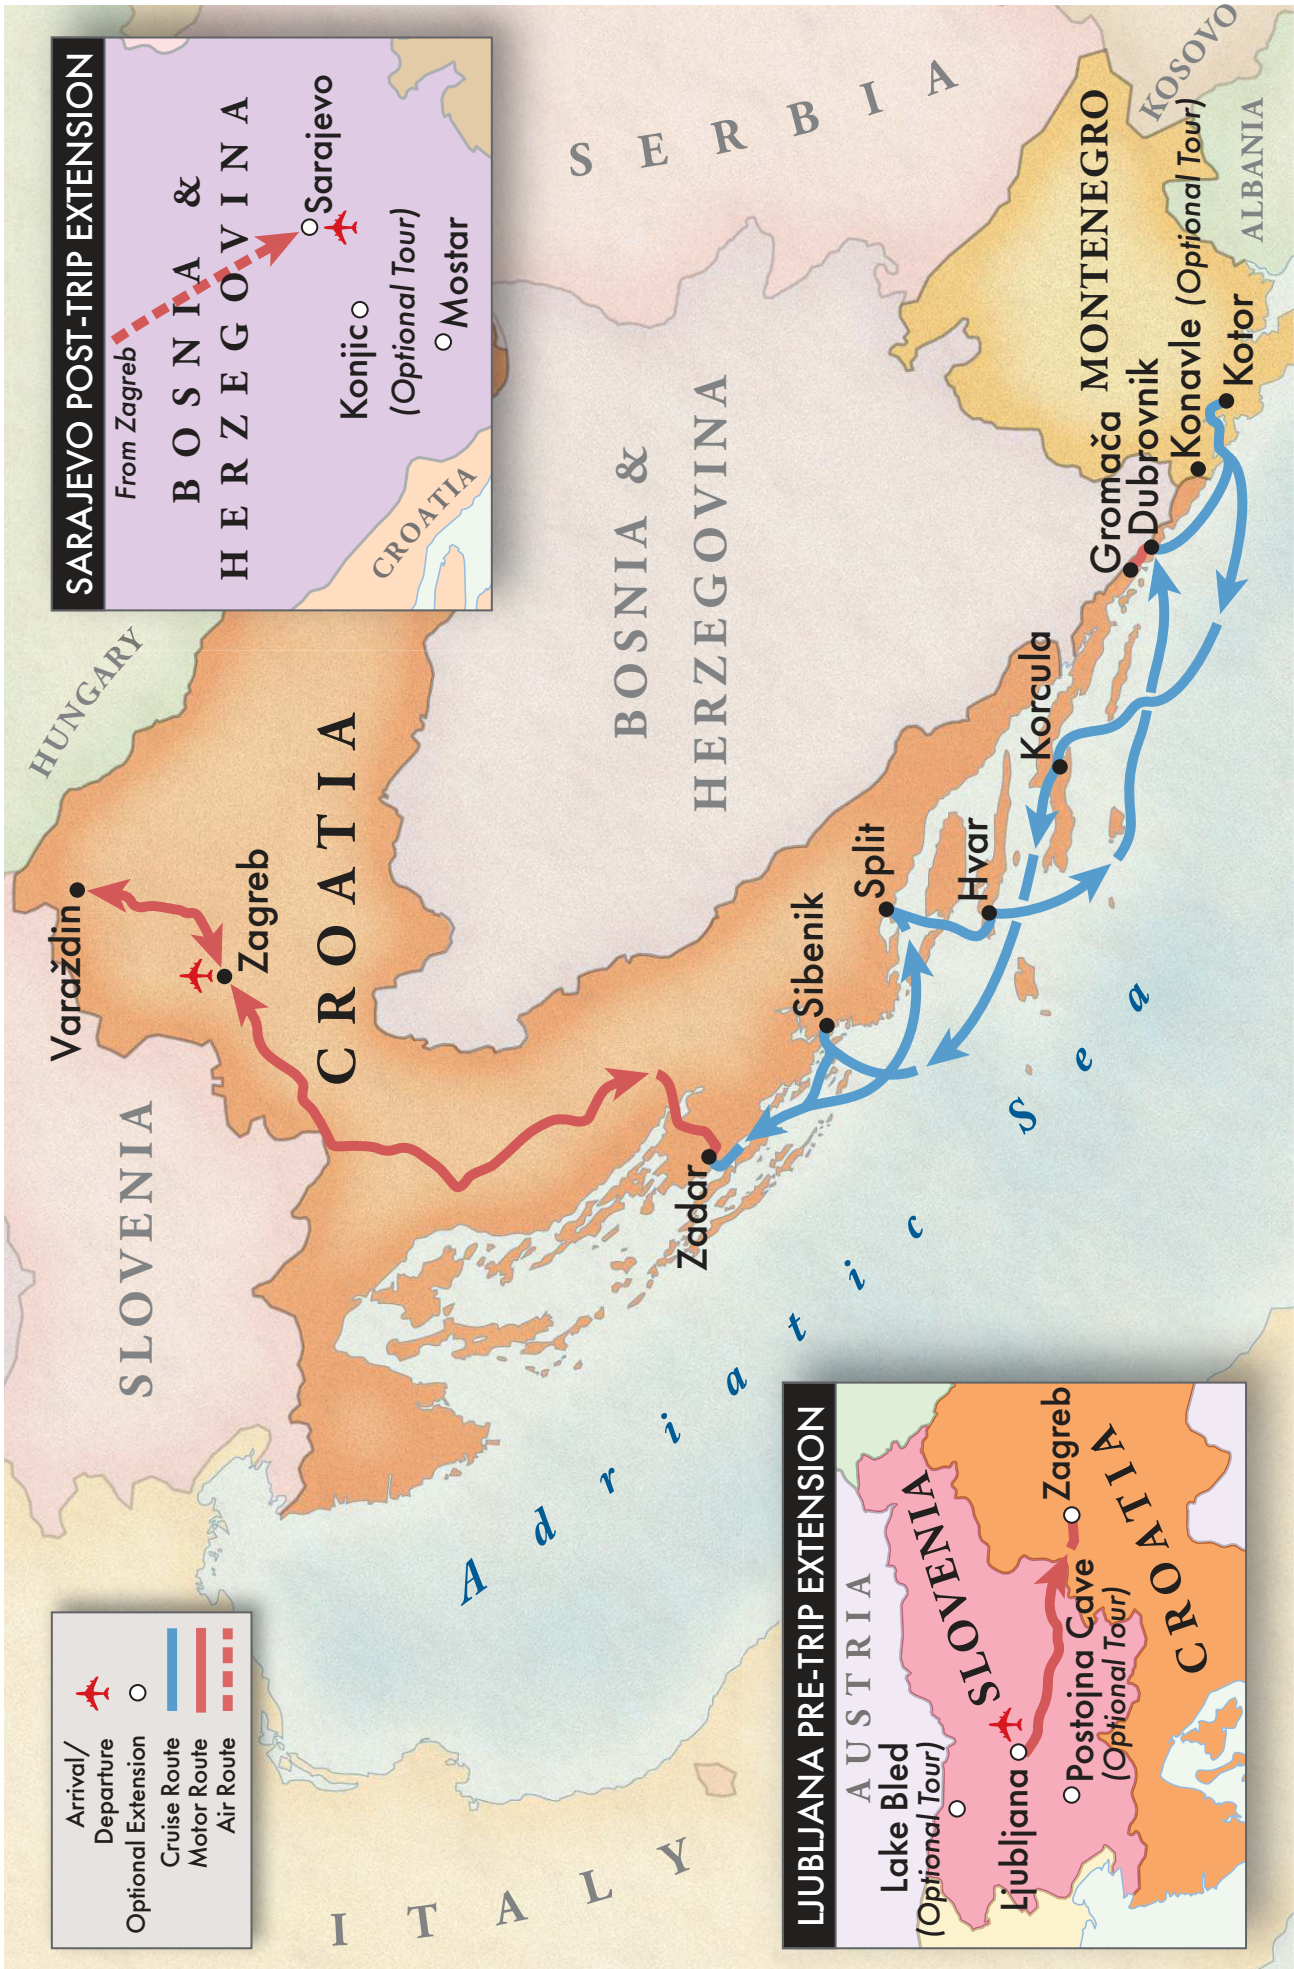 Arrival/
Departure
Optional Extension
Cruise Route
Motor Route
Air Route
SARAJEVO POST-TRIP EXTENSION
From Zagreb
BOSNIA &
HERZEGOVINA
Sarajevo
Konjic
(Optional Tour)
Mostar
CROATIA
HUNGARY
SLOVENIA
Varaždin
Zagreb
CROATIA
SERBIA
BOSNIA &
HERZEGOVINA
ITALY
Adriatic Sea
Zadar
Sibenik
Split
Hvar
Korcula
Gromača
Dubrovnik
Konavle (Optional Tour)
Kotor
MONTENEGRO
KOSOVO
ALBANIA
LJUBLJANA PRE-TRIP EXTENSION
AUSTRIA
Lake Bled
(Optional Tour)
SLOVENIA
Ljubljana
Zagreb
Postojna Cave
(Optional Tour)
CROATIA